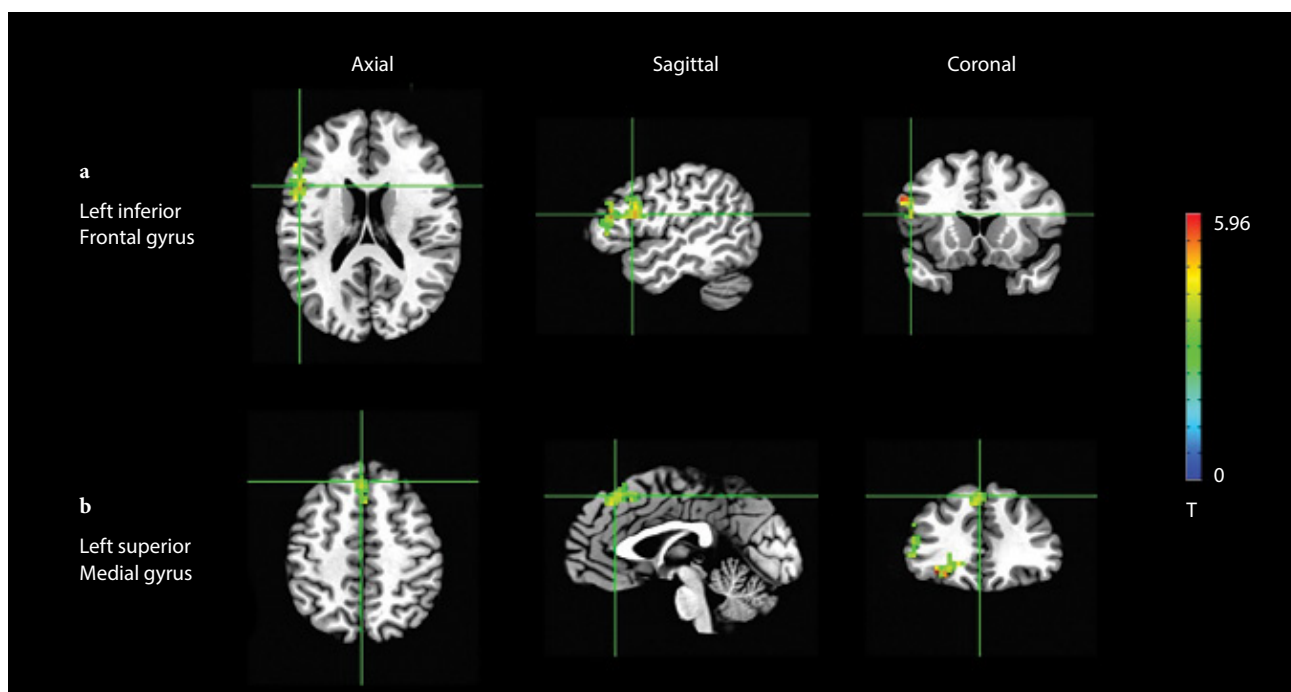 Axial
Sagittal
Coronal
a
Left inferior
Frontal gyrus
5.96
0
T
b
Left superior
Medial gyrus